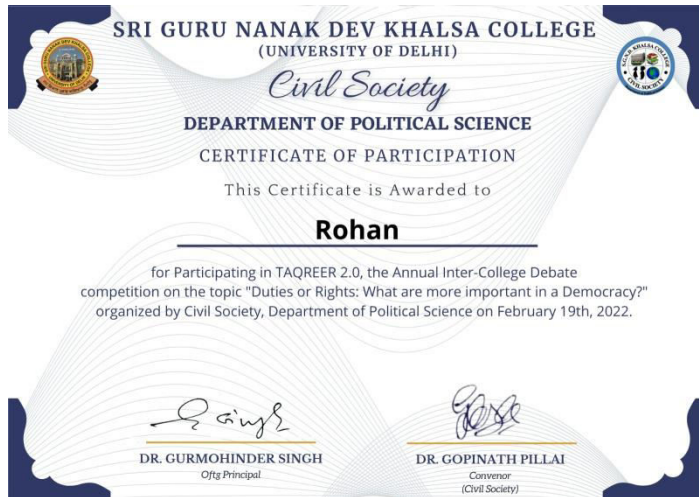 SRI GURU NANAK DEV KHALSA COLLEGE
(UNIVERSITY OF DELHI)
Civil Society
DEPARTMENT OF POLITICAL SCIENCE
CERTIFICATE OF PARTICIPATION
This Certificate is Awarded to
Rohan
for Participating in TAQREER 2.0, the Annual Inter-College Debate
competition on the topic "Duties or Rights: What are more important in a Democracy?"
organized by Civil Society, Department of Political Science on February 19th, 2022.
DR. GURMOHINDER SINGH
Oftg Principal
DR. GOPINATH PILLAI
Convenor
(Civil Society)